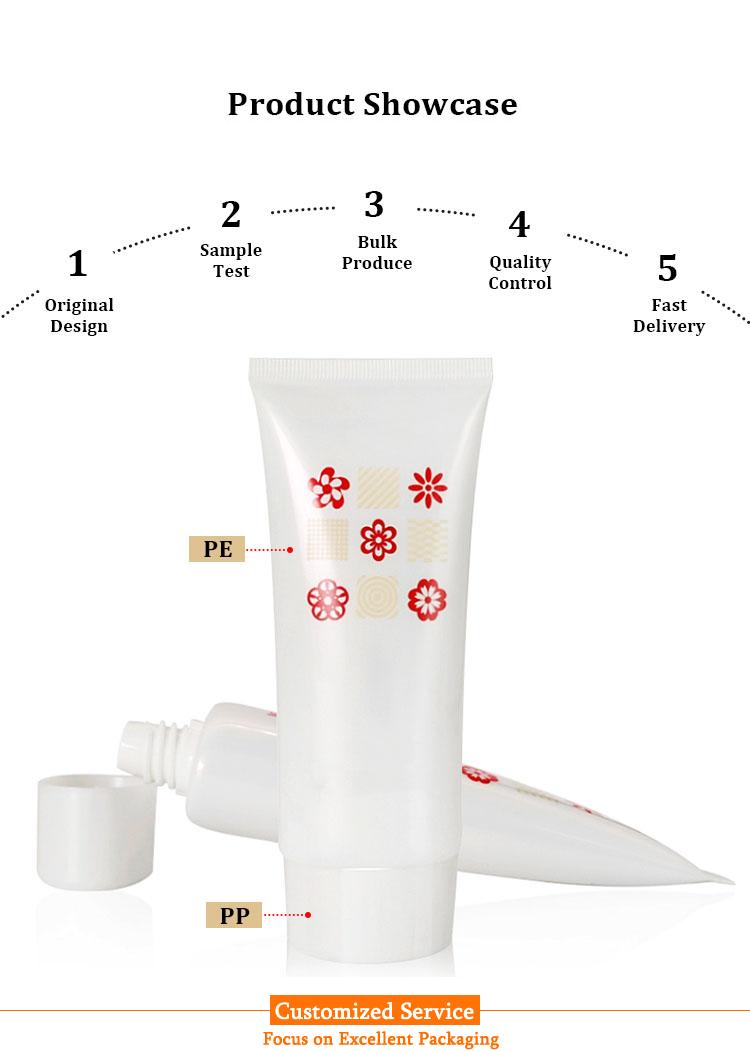 Product Showcase
1
Original
Design
2
Sample
Test
3
Bulk
Produce
4
Quality
Control
5
Fast
Delivery
PE
PP
Customized Service
Focus on Excellent Packaging